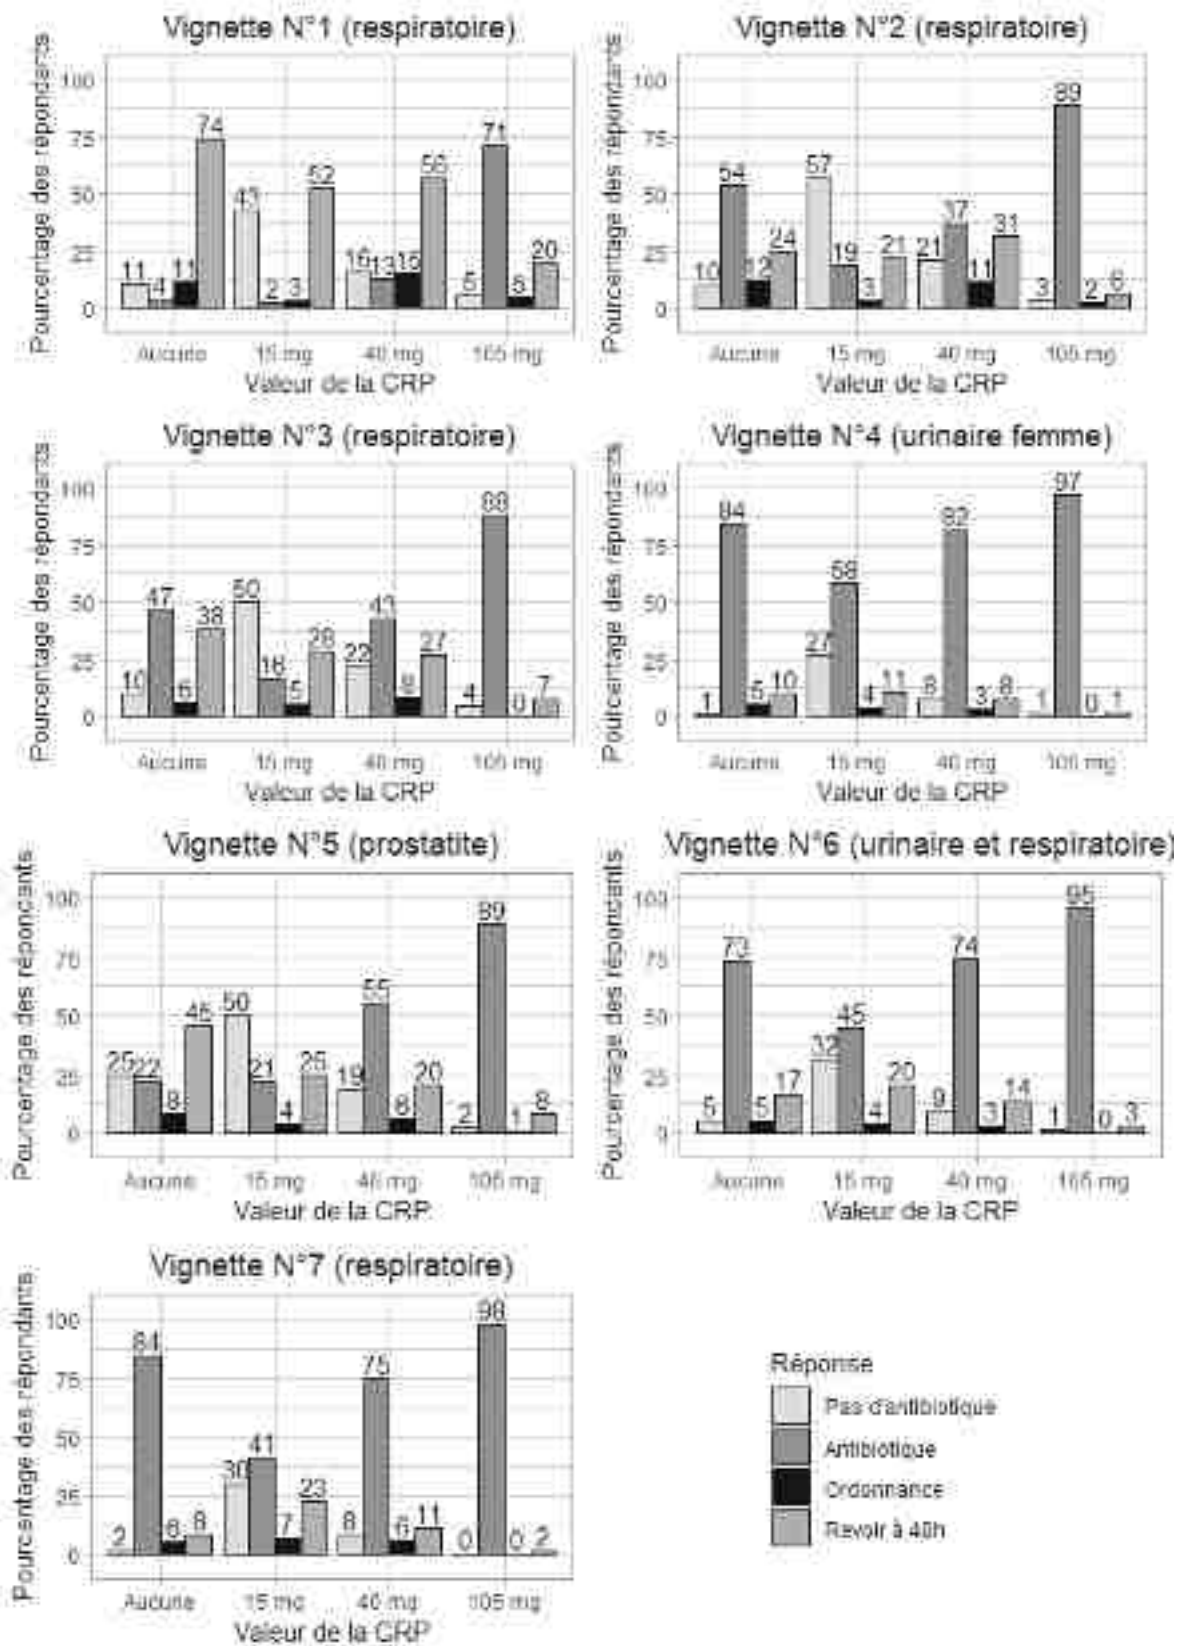 Vignette N°1 (respiratoire)
Pourcentage des répondants
100
75
50
25
0
11 4 11 74
43 2 3 52
16 13 15 56
5 71 5 20
Aucune 15 mg 40 mg 105 mg
Valeur de la CRP
Vignette N°2 (respiratoire)
Pourcentage des répondants
100
75
50
25
0
10 54 12 24
57 19 3 21
21 37 11 31
3 89 2 6
Aucune 15 mg 40 mg 105 mg
Valeur de la CRP
Vignette N°3 (respiratoire)
Pourcentage des répondants
100
75
50
25
0
10 47 6 38
50 16 5 28
22 43 8 27
4 88 0 7
Aucune 15 mg 40 mg 105 mg
Valeur de la CRP
Vignette N°4 (urinaire femme)
Pourcentage des répondants
100
75
50
25
0
1 84 5 10
27 58 4 11
8 82 3 8
1 97 0 1
Aucune 15 mg 40 mg 105 mg
Valeur de la CRP
Vignette N°5 (prostatite)
Pourcentage des répondants
100
75
50
25
0
25 22 8 45
50 21 4 25
19 55 6 20
2 89 1 8
Aucune 15 mg 40 mg 105 mg
Valeur de la CRP
Vignette N°6 (urinaire et respiratoire)
Pourcentage des répondants
100
75
50
25
0
5 73 5 17
32 45 4 20
9 74 3 14
1 95 0 3
Aucune 15 mg 40 mg 105 mg
Valeur de la CRP
Vignette N°7 (respiratoire)
Pourcentage des répondants
100
75
50
25
0
2 84 6 8
30 41 7 23
8 75 6 11
0 98 0 2
Aucune 15 mg 40 mg 105 mg
Valeur de la CRP
Réponse
Pas d'antibiotique
Antibiotique
Ordonnance
Revoir à 48h